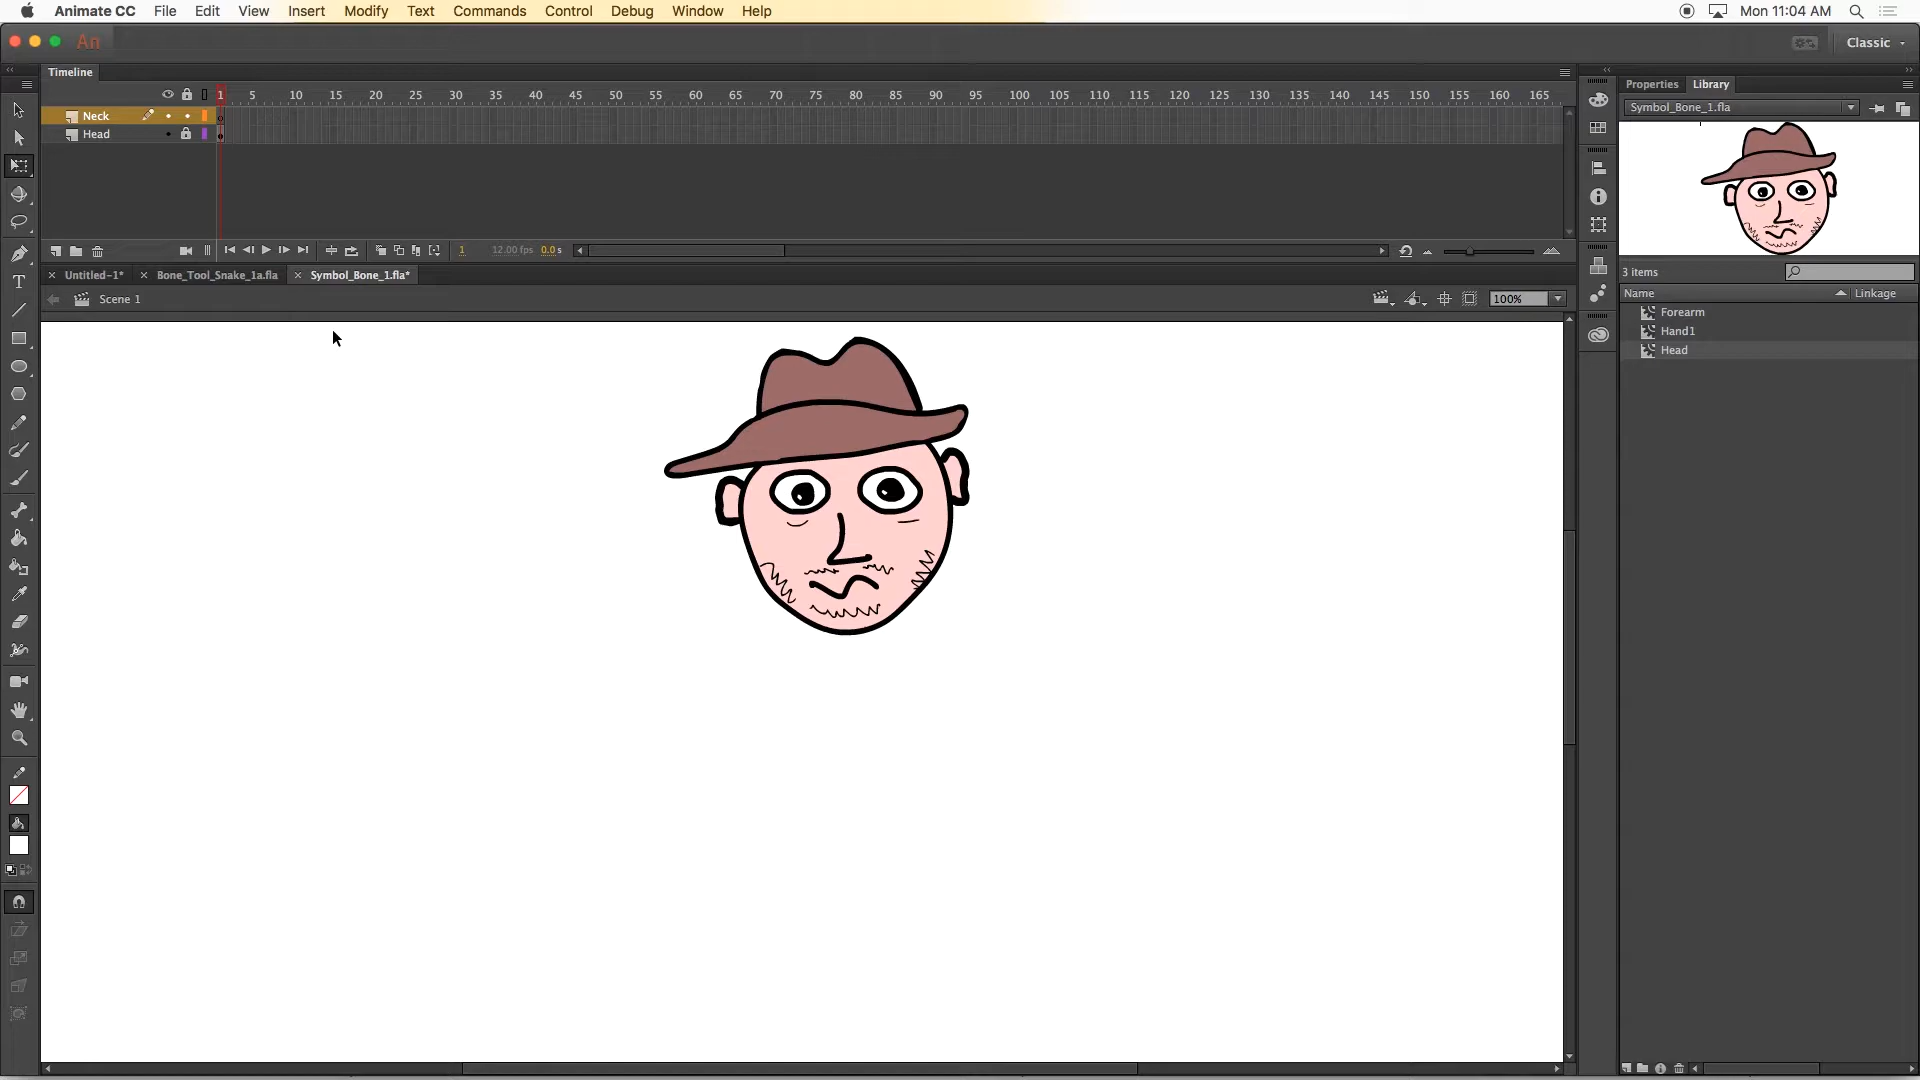 Animate CC File Edit View Insert Modify Text Commands Control Debug Window Help Mon 11:04 AM
An Classic
Timeline
Properties Library
1 5 10 15 20 25 30 35 40 45 50 55 60 65 70 75 80 85 90 95 100 105 110 115 120 125 130 135 140 145 150 155 160 165
Symbol_Bone_1.fla
Neck
Head
1 12.00 fps 0.0 s
Untitled-1* Bone_Tool_Snake_1a.fla Symbol_Bone_1.fla*
3 items
Name Linkage
Scene 1 100%
Forearm
Hand1
Head
T